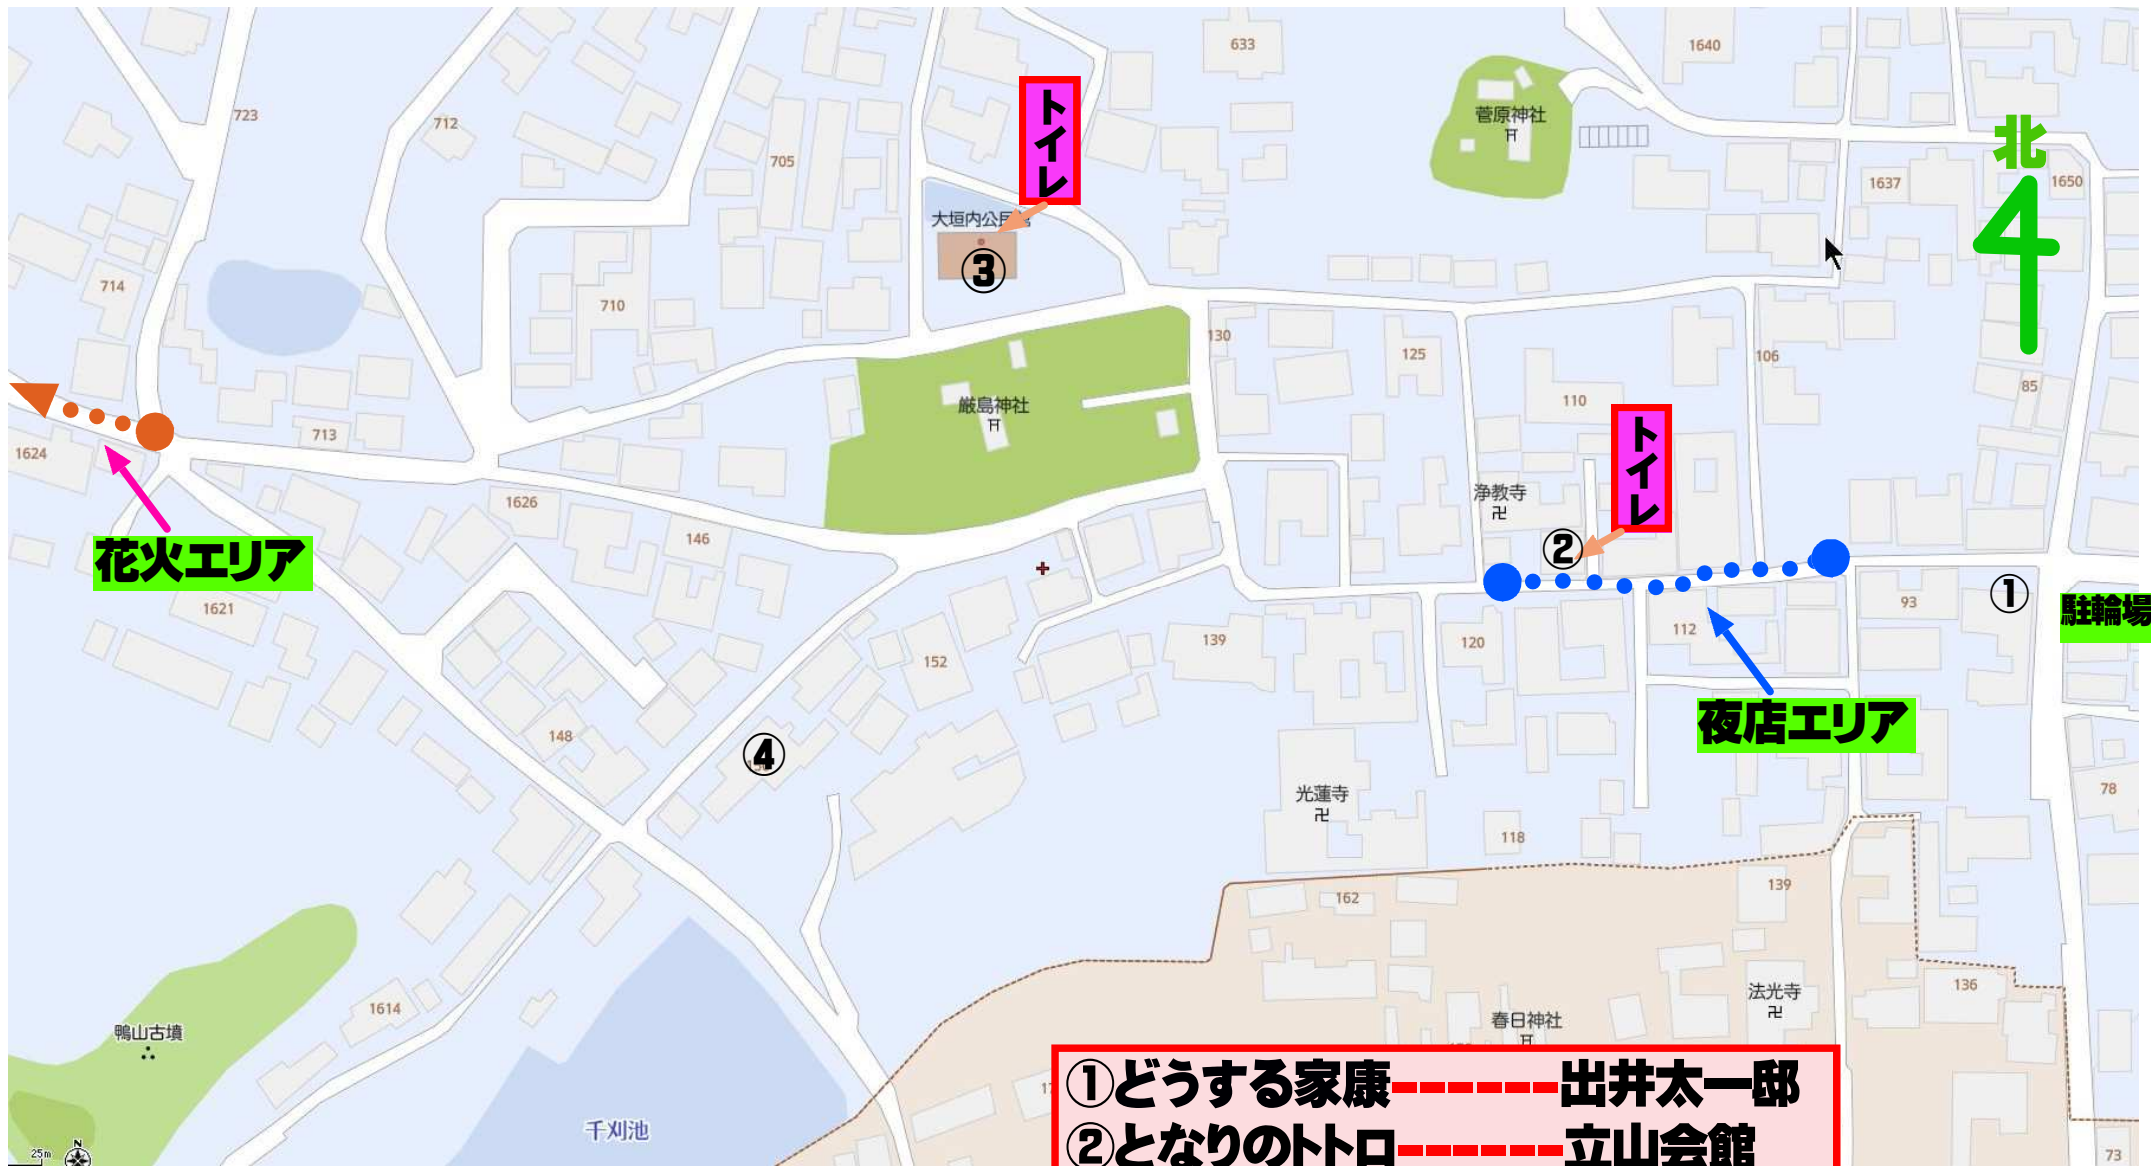 633
1640
723
712
トイレ
菅原神社
705
北
1637
1650
大垣内公民館
③
714
710
130
125
106
85
110
厳島神社
713
1624
トイレ
浄教寺
1626
146
②
花火エリア
1621
93
①
駐輪場
139
120
112
152
夜店エリア
148
④
78
光蓮寺
118
162
139
136
法光寺
春日神社
鴨山古墳
1614
千刈池
①どうする家康------出井太一邸
②となりのトトロ------立山会館
73
25m
N